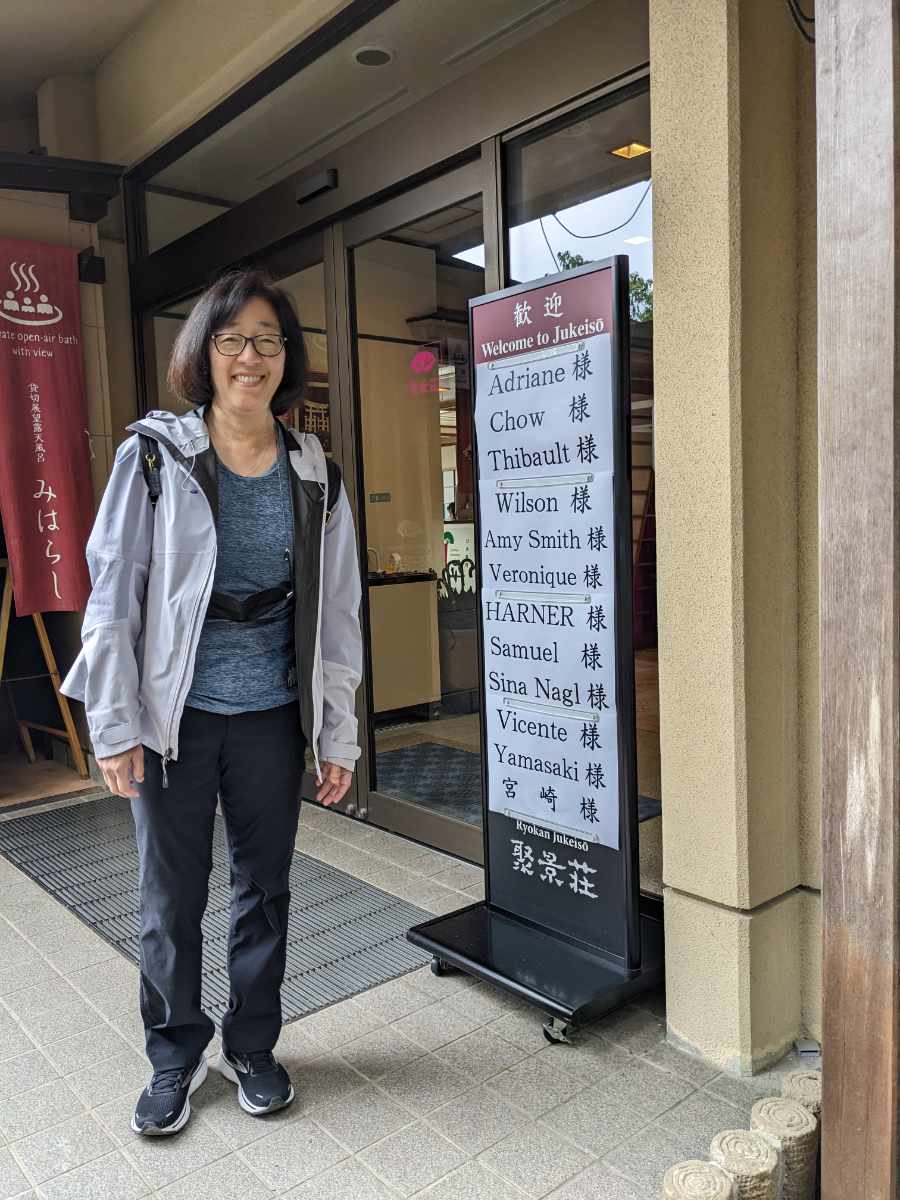 ate open-air bath
with view
貸切展望露天風呂
みはらし
歓迎
Welcome to Jukeisō
Adriane 様
Chow 様
Thibault 様
Wilson 様
Amy Smith 様
Veronique 様
HARNER 様
Samuel 様
Sina Nagl 様
Vicente 様
Yamasaki 様
宮崎 様
Ryokan Jukeisō
聚景荘